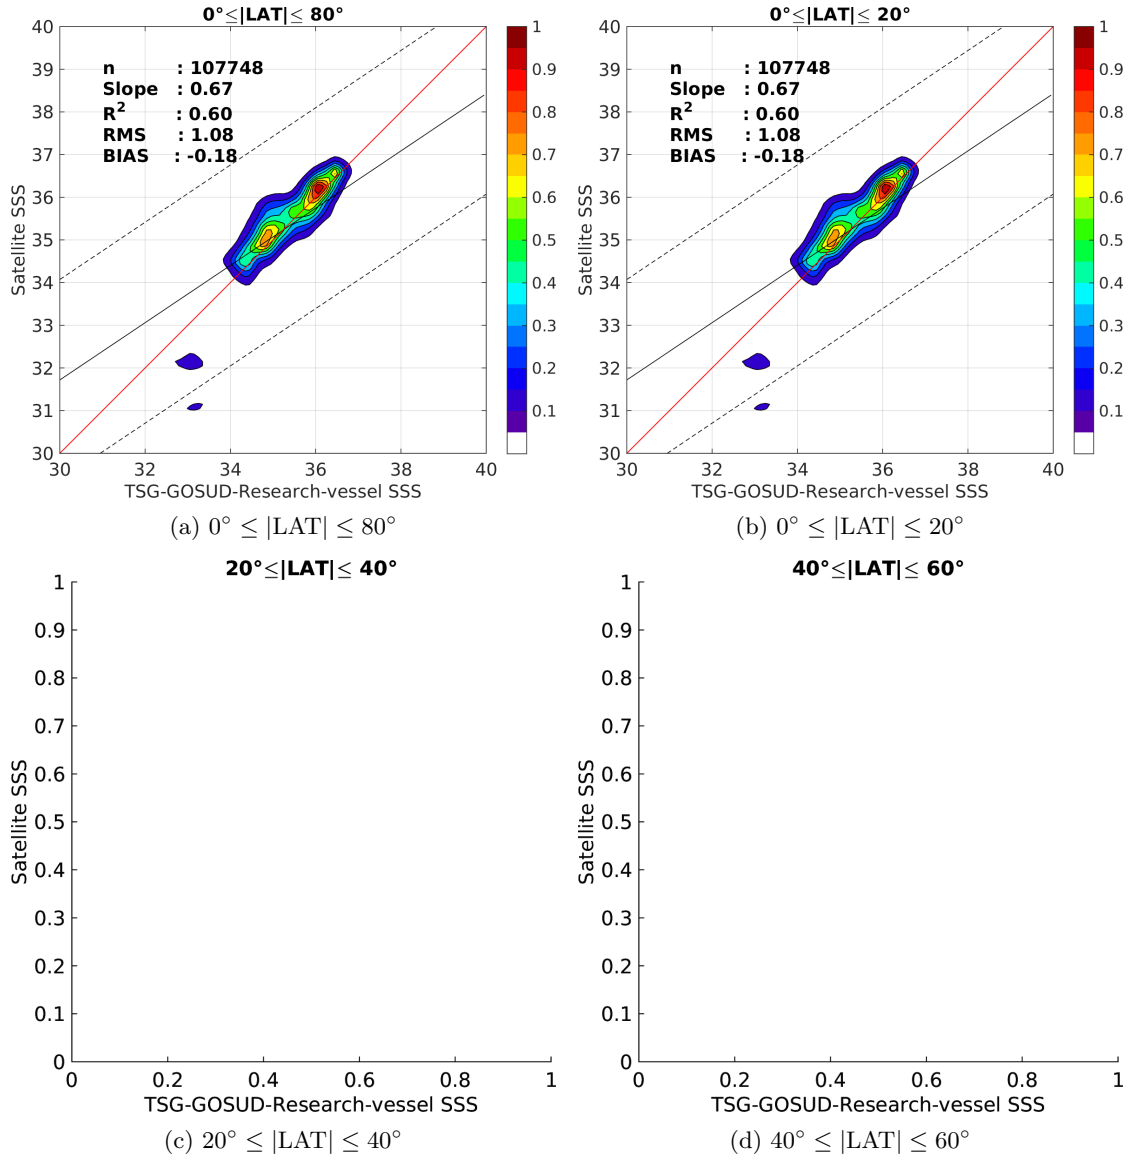 0°≤|LAT|≤ 80°
n : 107748
Slope : 0.67
R2 : 0.60
RMS : 1.08
BIAS : -0.18
40
39
38
37
36
35
34
33
32
31
30
30 32 34 36 38 40
Satellite SSS
TSG-GOSUD-Research-vessel SSS
1
0.9
0.8
0.7
0.6
0.5
0.4
0.3
0.2
0.1
(a) 0° ≤ |LAT| ≤ 80°
0°≤|LAT|≤ 20°
n : 107748
Slope : 0.67
R2 : 0.60
RMS : 1.08
BIAS : -0.18
40
39
38
37
36
35
34
33
32
31
30
30 32 34 36 38 40
Satellite SSS
TSG-GOSUD-Research-vessel SSS
1
0.9
0.8
0.7
0.6
0.5
0.4
0.3
0.2
0.1
(b) 0° ≤ |LAT| ≤ 20°
20°≤|LAT|≤ 40°
1
0.9
0.8
0.7
0.6
0.5
0.4
0.3
0.2
0.1
0
0 0.2 0.4 0.6 0.8 1
Satellite SSS
TSG-GOSUD-Research-vessel SSS
(c) 20° ≤ |LAT| ≤ 40°
40°≤|LAT|≤ 60°
1
0.9
0.8
0.7
0.6
0.5
0.4
0.3
0.2
0.1
0
0 0.2 0.4 0.6 0.8 1
Satellite SSS
TSG-GOSUD-Research-vessel SSS
(d) 40° ≤ |LAT| ≤ 60°